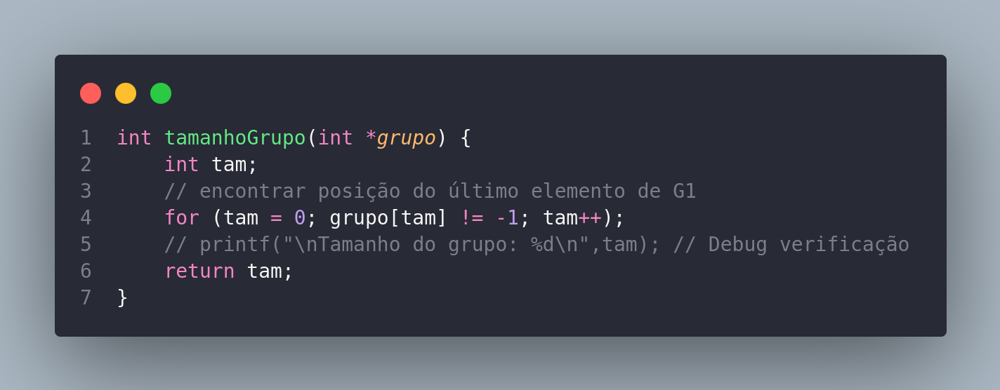 1 int tamanhoGrupo(int *grupo) {
2     int tam;
3     // encontrar posição do último elemento de G1
4     for (tam = 0; grupo[tam] != -1; tam++);
5     // printf("\nTamanho do grupo: %d\n",tam); // Debug verificação
6     return tam;
7 }